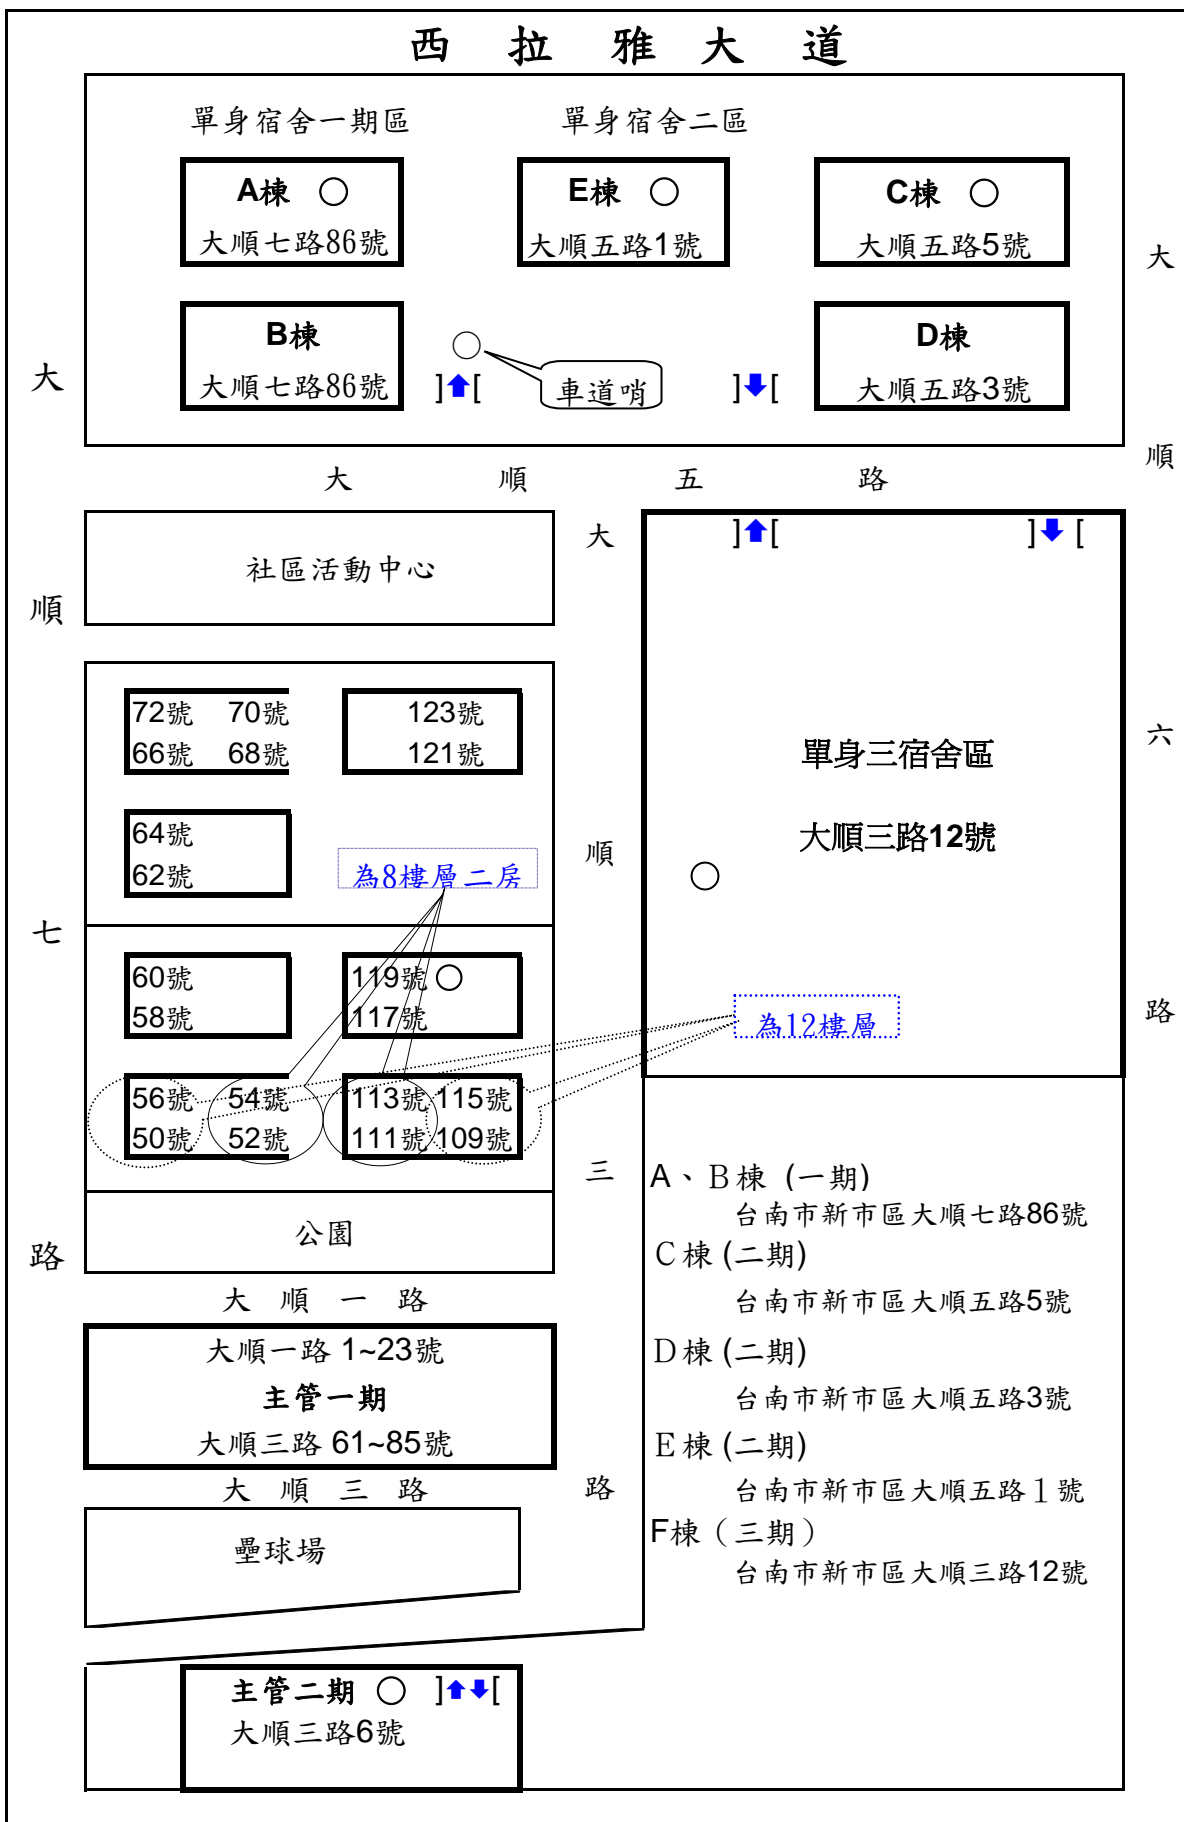 西拉雅大道
單身宿舍一期區
單身宿舍二區
A棟 ○
大順七路86號
E棟 ○
大順五路1號
C棟 ○
大順五路5號
B棟
大順七路86號
車道哨
D棟
大順五路3號
]⬆[
]⬇[
大順五路
大順七路
大順六路
大順三路
社區活動中心
]⬆[
]⬇[
72號 70號
66號 68號
123號
121號
64號
62號
為8樓層二房
60號
58號
119號 ○
117號
56號 54號
50號 52號
113號 115號
111號 109號
單身三宿舍區
大順三路12號
為12樓層
公園
大順一路
大順一路 1~23號
主管一期
大順三路 61~85號
大順三路
壘球場
主管二期 ○ ]⬆⬇[
大順三路6號
A、B棟 (一期)
台南市新市區大順七路86號
C棟(二期)
台南市新市區大順五路5號
D棟(二期)
台南市新市區大順五路3號
E棟(二期)
台南市新市區大順五路1號
F棟（三期）
台南市新市區大順三路12號